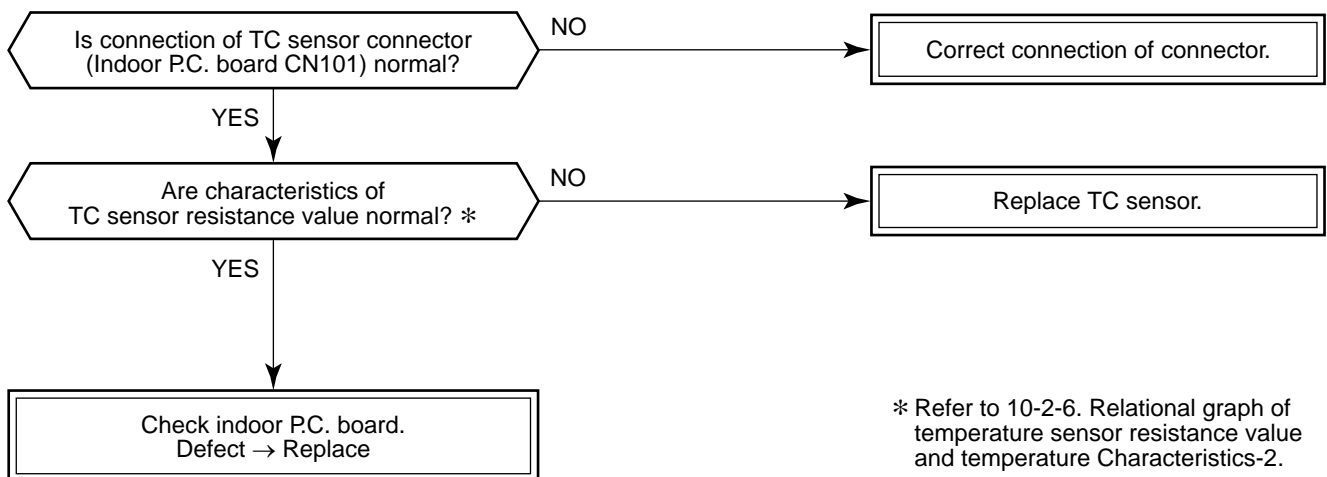 Is connection of TC sensor connector
(Indoor P.C. board CN101) normal?
NO
Correct connection of connector.
YES
Are characteristics of
TC sensor resistance value normal? ＊
NO
Replace TC sensor.
YES
Check indoor P.C. board.
Defect → Replace
＊ Refer to 10-2-6. Relational graph of
temperature sensor resistance value
and temperature Characteristics-2.